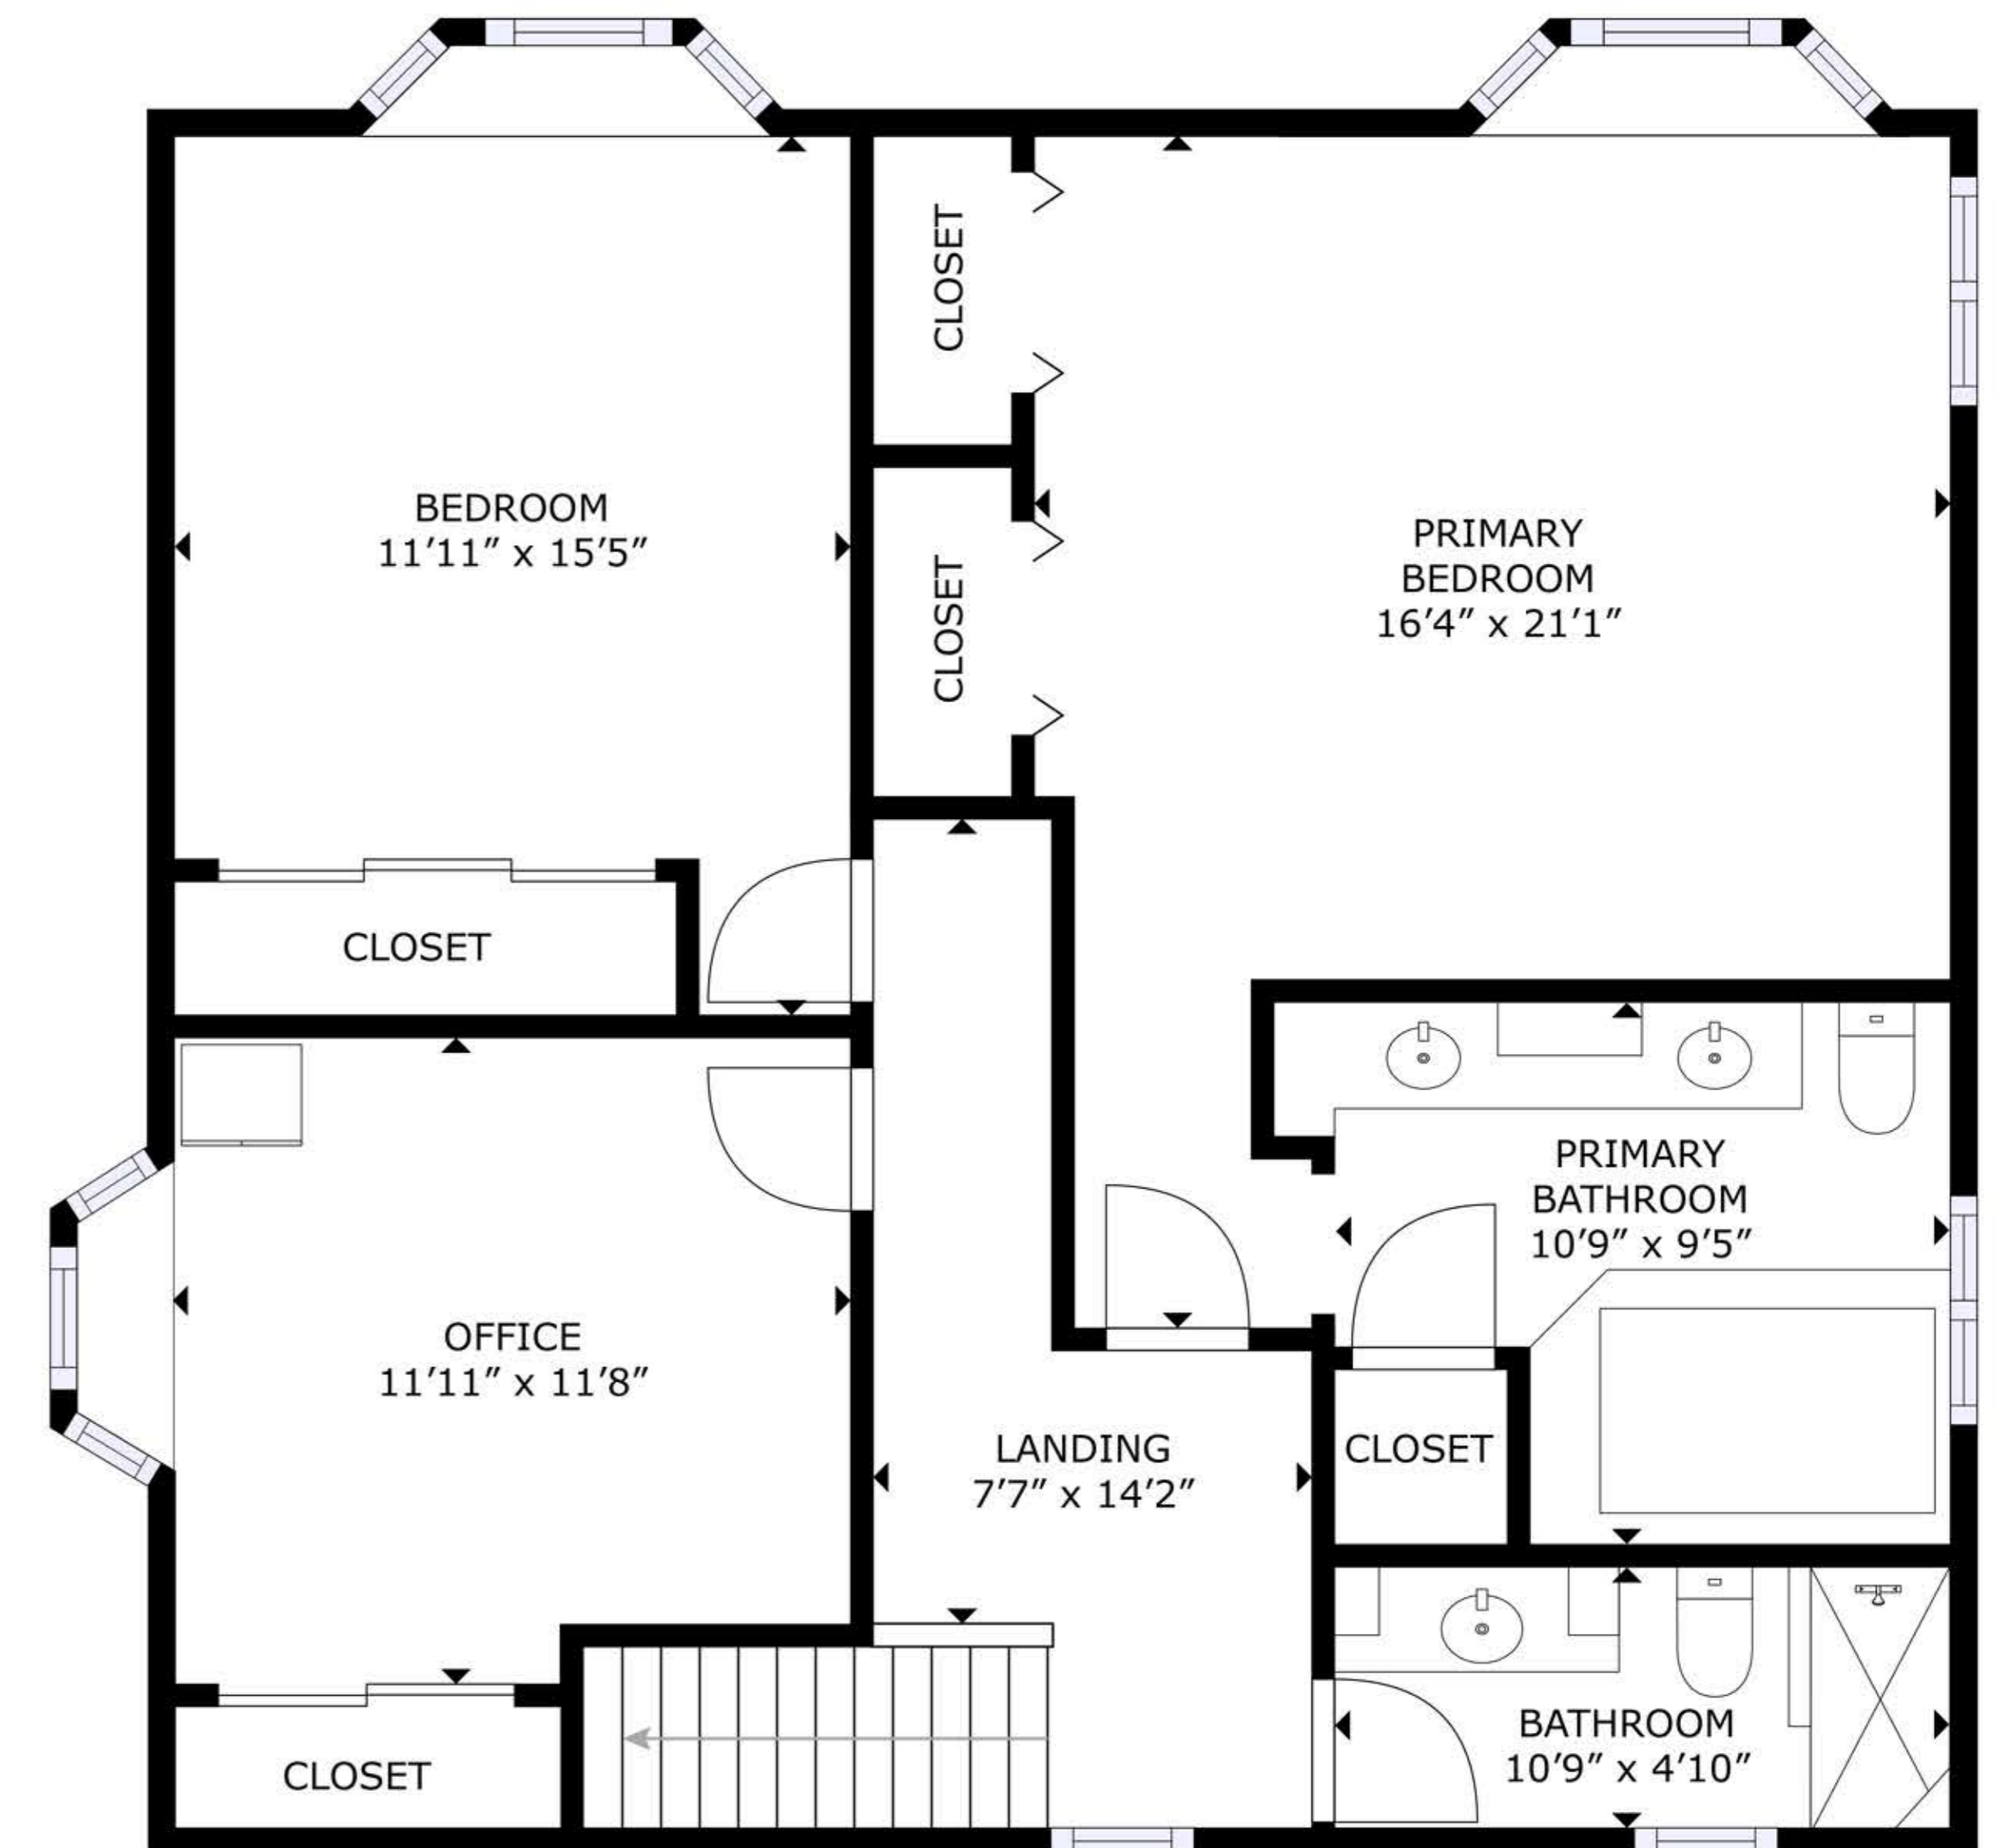 CLOSET
BEDROOM
11'11" x 15'5"
PRIMARY
BEDROOM
16'4" x 21'1"
CLOSET
CLOSET
PRIMARY
BATHROOM
10'9" x 9'5"
OFFICE
11'11" x 11'8"
LANDING
7'7" x 14'2"
CLOSET
BATHROOM
10'9" x 4'10"
CLOSET